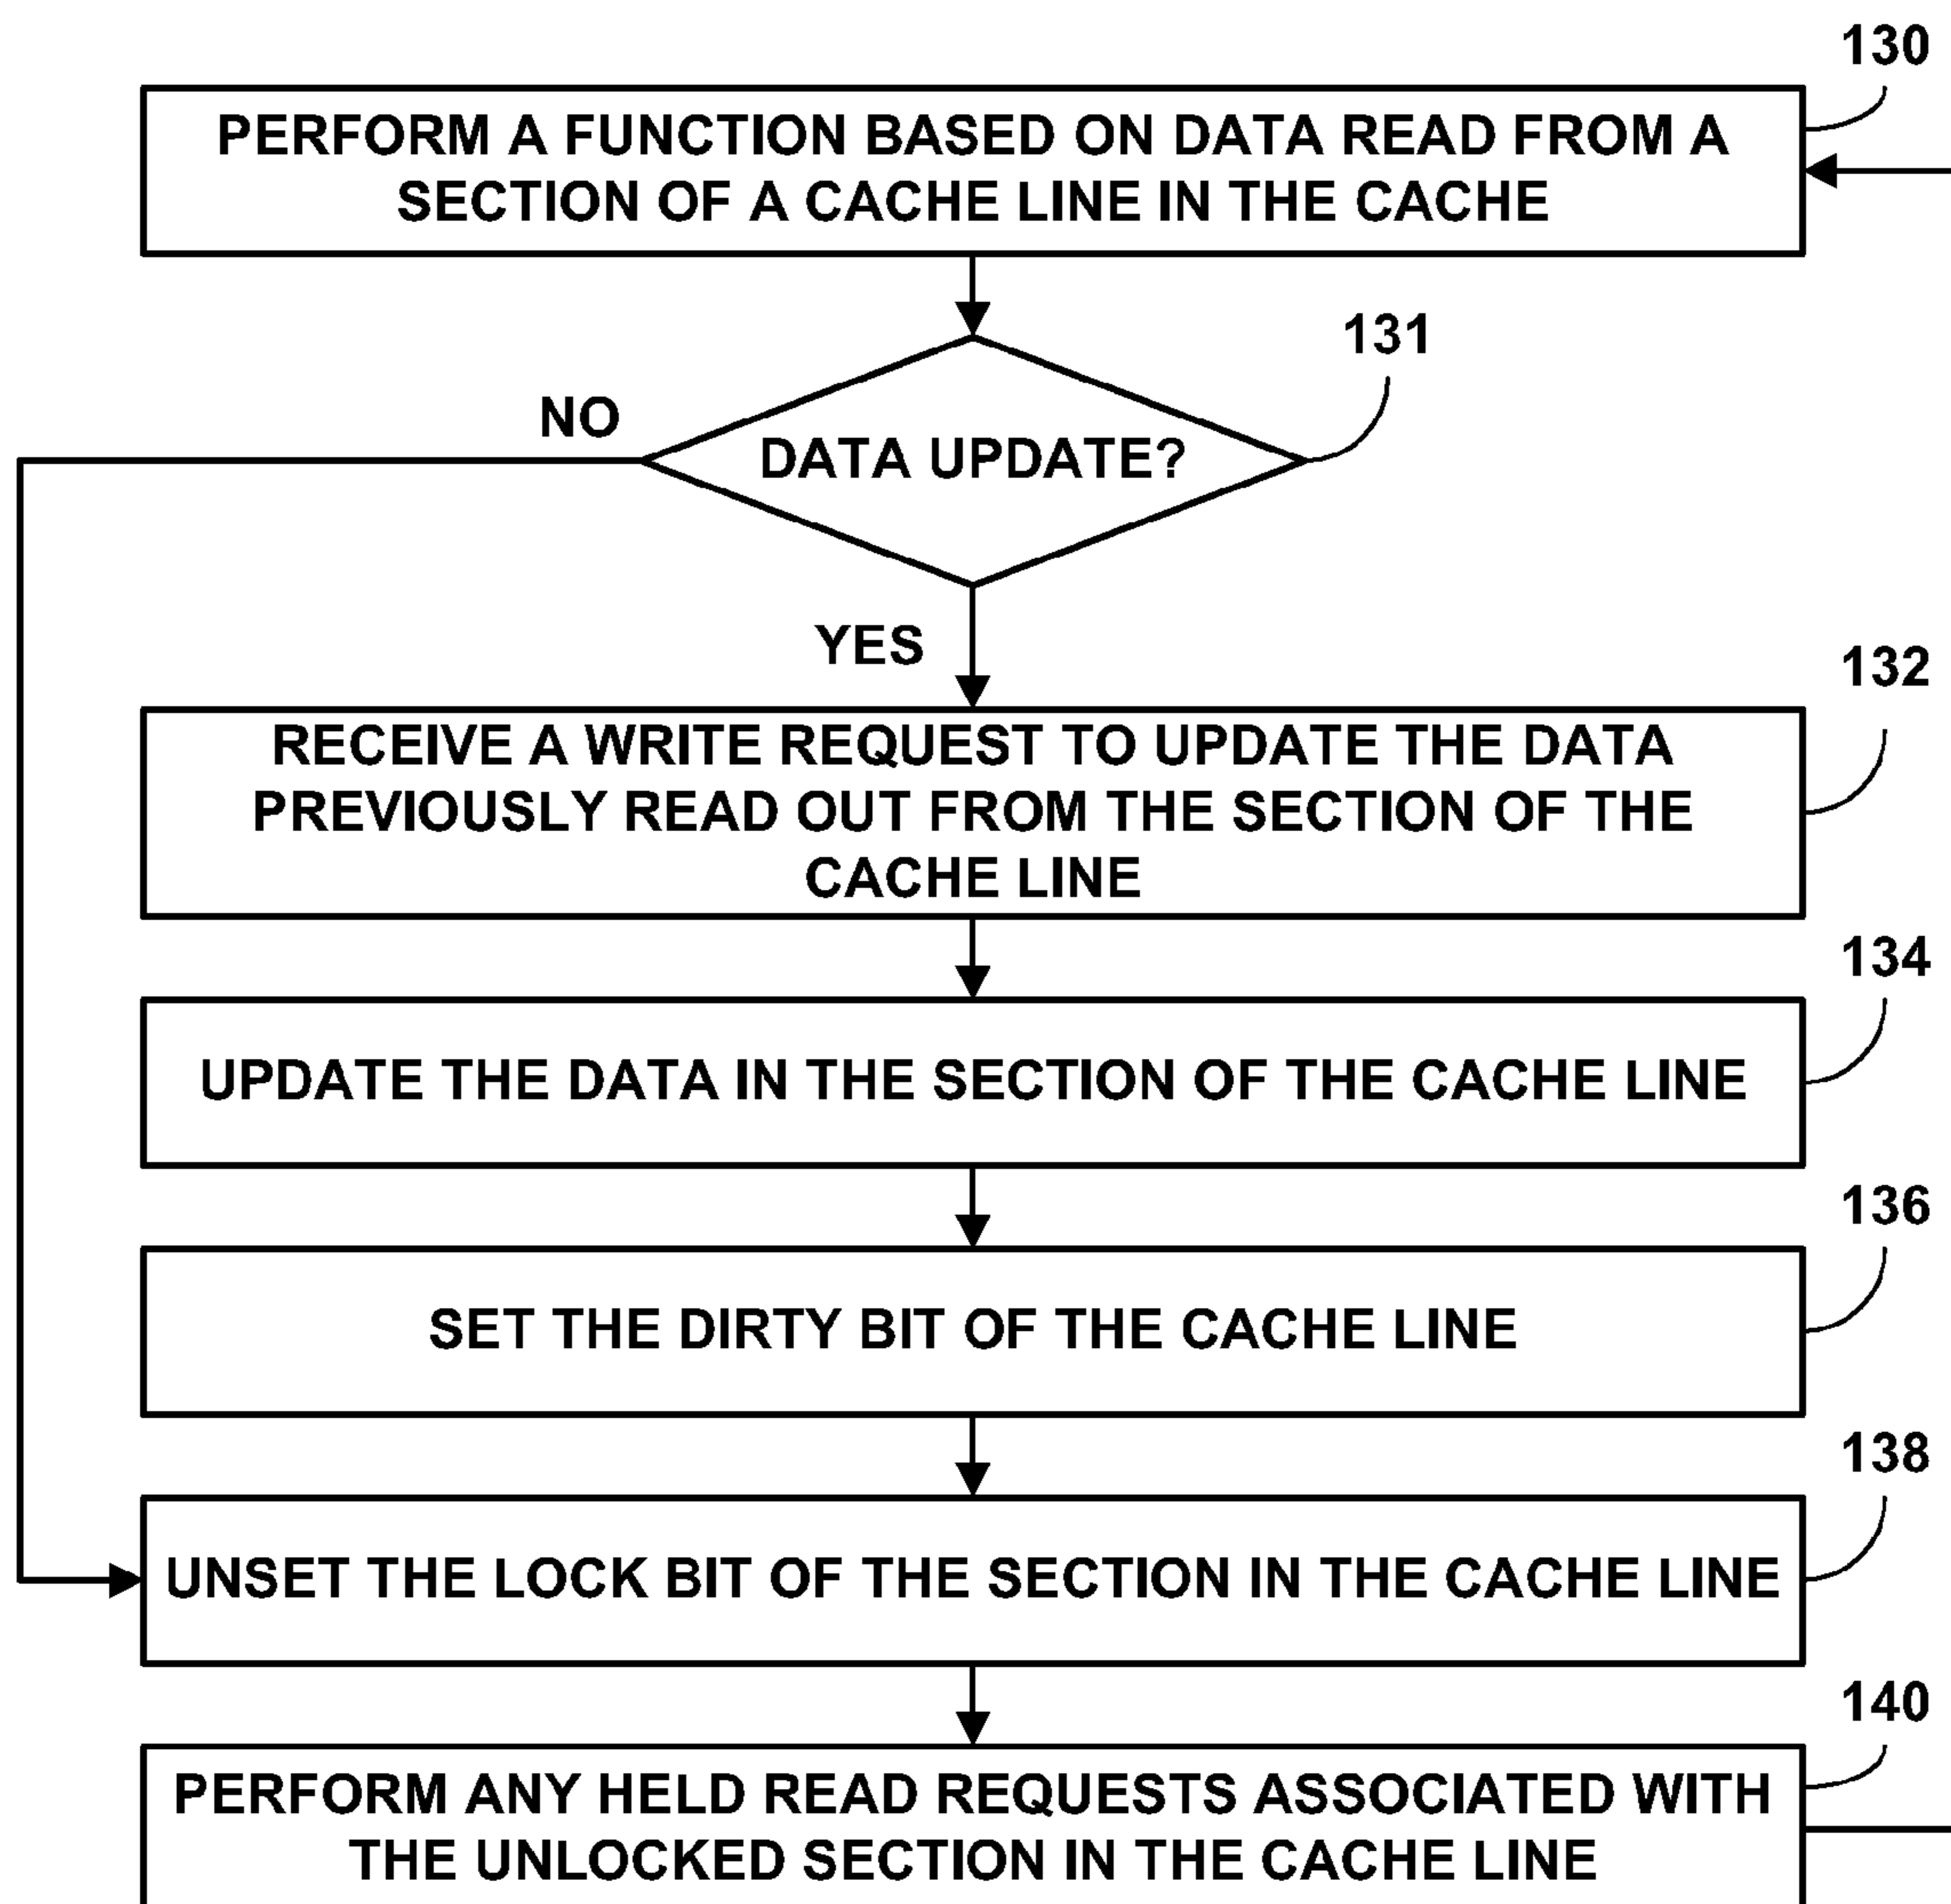 130
PERFORM A FUNCTION BASED ON DATA READ FROM A
SECTION OF A CACHE LINE IN THE CACHE
131
NO
DATA UPDATE?
YES
132
RECEIVE A WRITE REQUEST TO UPDATE THE DATA
PREVIOUSLY READ OUT FROM THE SECTION OF THE
CACHE LINE
134
UPDATE THE DATA IN THE SECTION OF THE CACHE LINE
136
SET THE DIRTY BIT OF THE CACHE LINE
138
UNSET THE LOCK BIT OF THE SECTION IN THE CACHE LINE
140
PERFORM ANY HELD READ REQUESTS ASSOCIATED WITH
THE UNLOCKED SECTION IN THE CACHE LINE